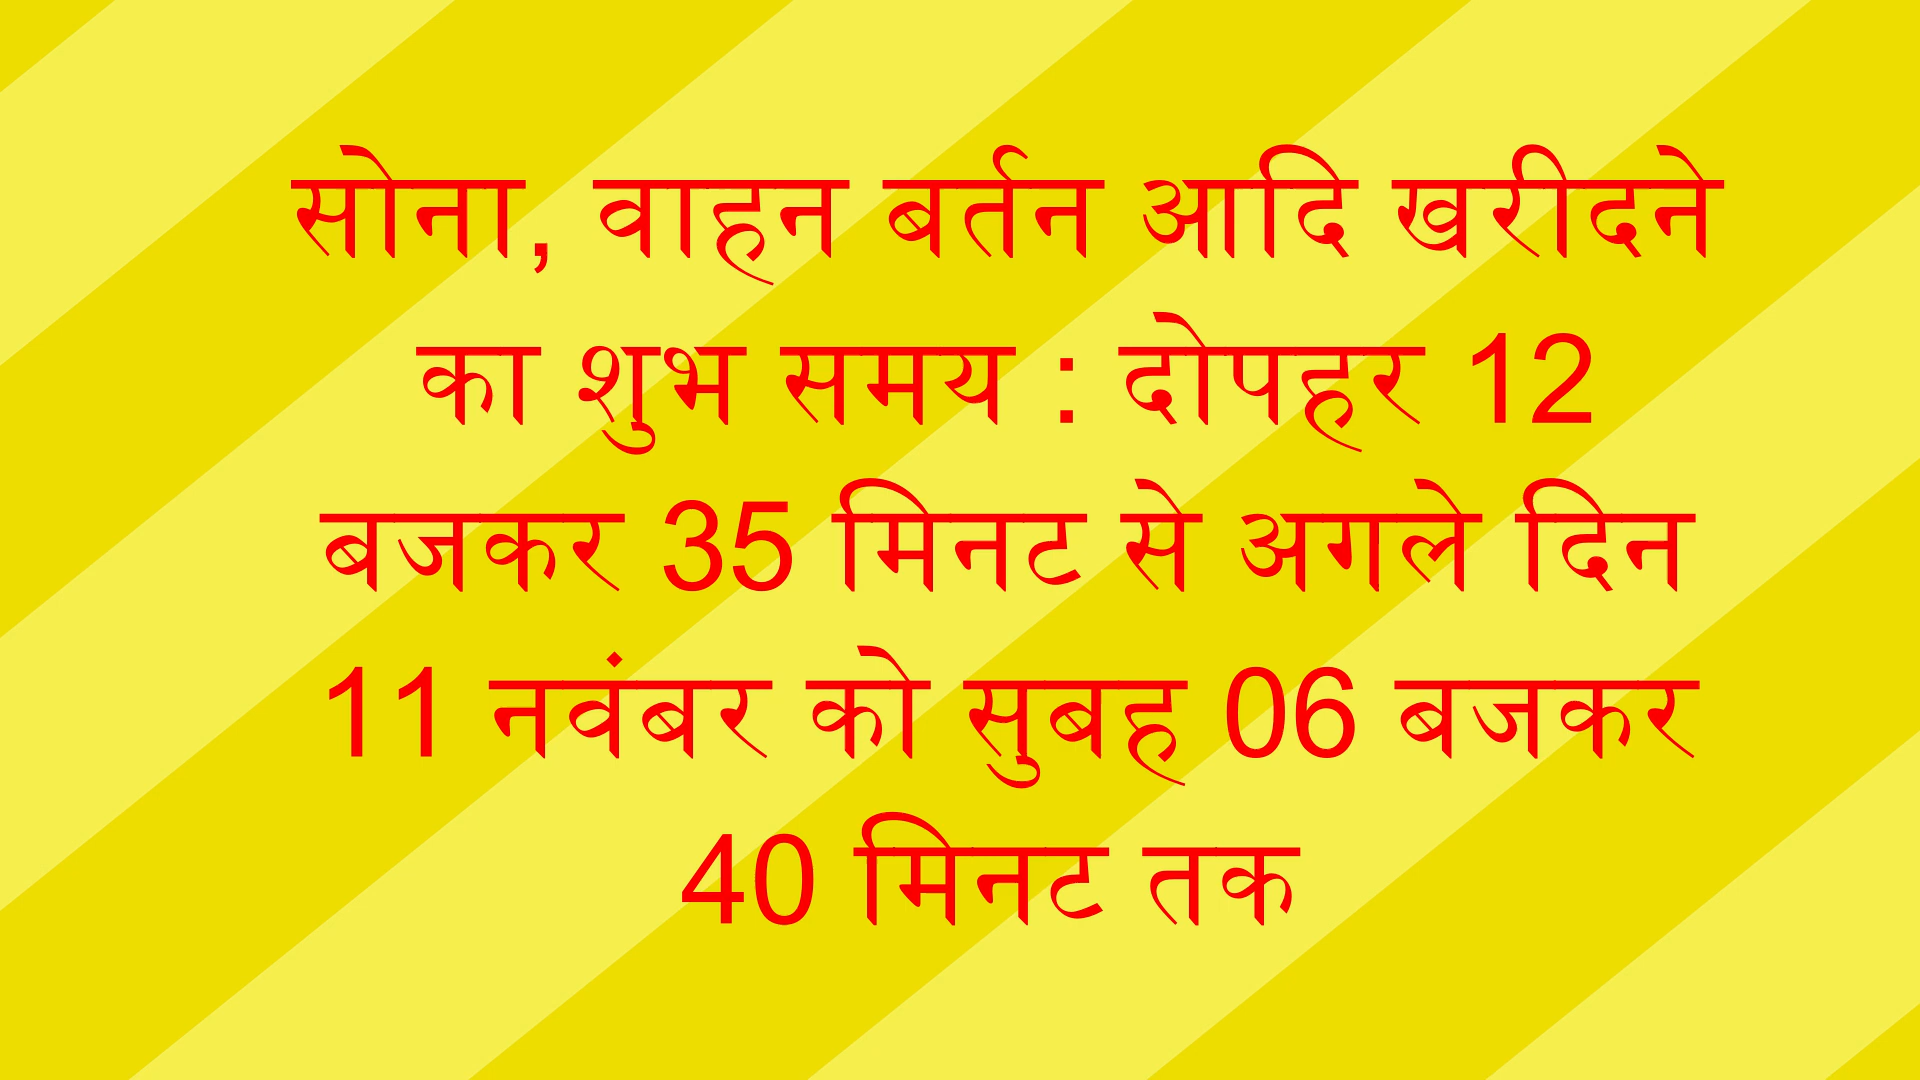 सोना, वाहन बर्तन आदि खरीदने
का शुभ समय : दोपहर 12
बजकर 35 मिनट से अगले दिन
11 नवंबर को सुबह 06 बजकर
40 मिनट तक